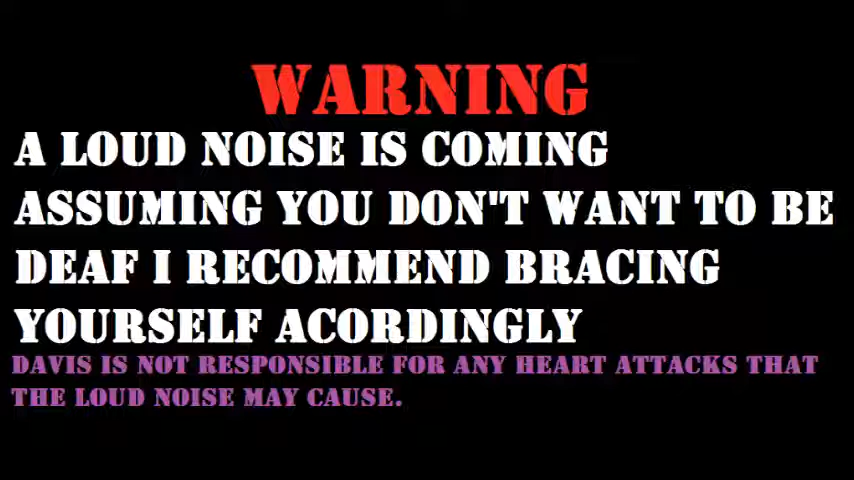 WARNING
A LOUD NOISE IS COMING
ASSUMING YOU DON'T WANT TO BE
DEAF I RECOMMEND BRACING
YOURSELF ACORDINGLY
DAVIS IS NOT RESPONSIBLE FOR ANY HEART ATTACKS THAT
THE LOUD NOISE MAY CAUSE.